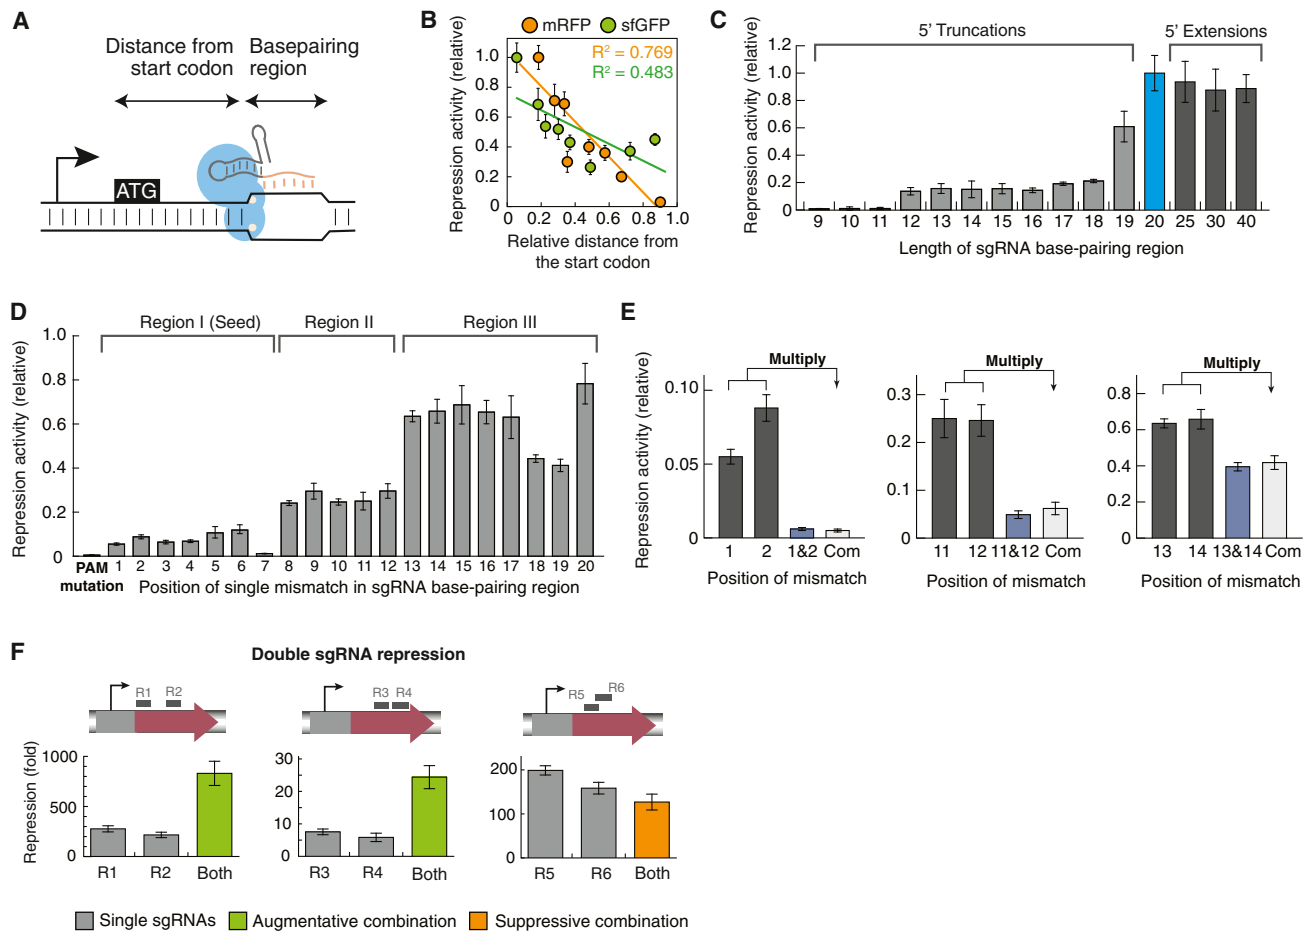 A
Distance from
start codon
Basepairing
region
ATG
B
mRFP
sfGFP
R² = 0.769
R² = 0.483
Repression activity (relative)
1.0
0.8
0.6
0.4
0.2
0
0 0.2 0.4 0.6 0.8 1.0
Relative distance from
the start codon
C
5’ Truncations
5’ Extensions
Repression activity (relative)
1.2
1.0
0.8
0.6
0.4
0.2
0
9 10 11 12 13 14 15 16 17 18 19 20 25 30 40
Length of sgRNA base-pairing region
D
Region I (Seed)
Region II
Region III
Repression activity (relative)
1.0
0.8
0.6
0.4
0.2
0
PAM
mutation
1 2 3 4 5 6 7 8 9 10 11 12 13 14 15 16 17 18 19 20
Position of single mismatch in sgRNA base-pairing region
E
Multiply
Repression activity (relative)
0.10
0.05
0
1 2 1&2 Com
Position of mismatch
Multiply
0.3
0.2
0.1
0
11 12 11&12 Com
Position of mismatch
Multiply
0.8
0.6
0.4
0.2
0
13 14 13&14 Com
Position of mismatch
F
Double sgRNA repression
R1 R2
Repression (fold)
1000
500
0
R1 R2 Both
R3 R4
30
20
10
0
R3 R4 Both
R5 R6
200
100
0
R5 R6 Both
Single sgRNAs
Augmentative combination
Suppressive combination